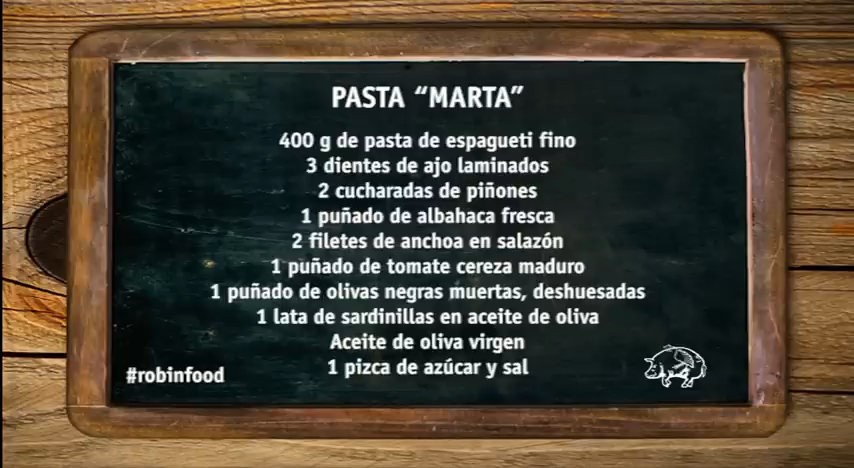 PASTA “MARTA”
400 g de pasta de espagueti fino
3 dientes de ajo laminados
2 cucharadas de piñones
1 puñado de albahaca fresca
2 filetes de anchoa en salazón
1 puñado de tomate cereza maduro
1 puñado de olivas negras muertas, deshuesadas
1 lata de sardinillas en aceite de oliva
Aceite de oliva virgen
1 pizca de azúcar y sal
#robinfood